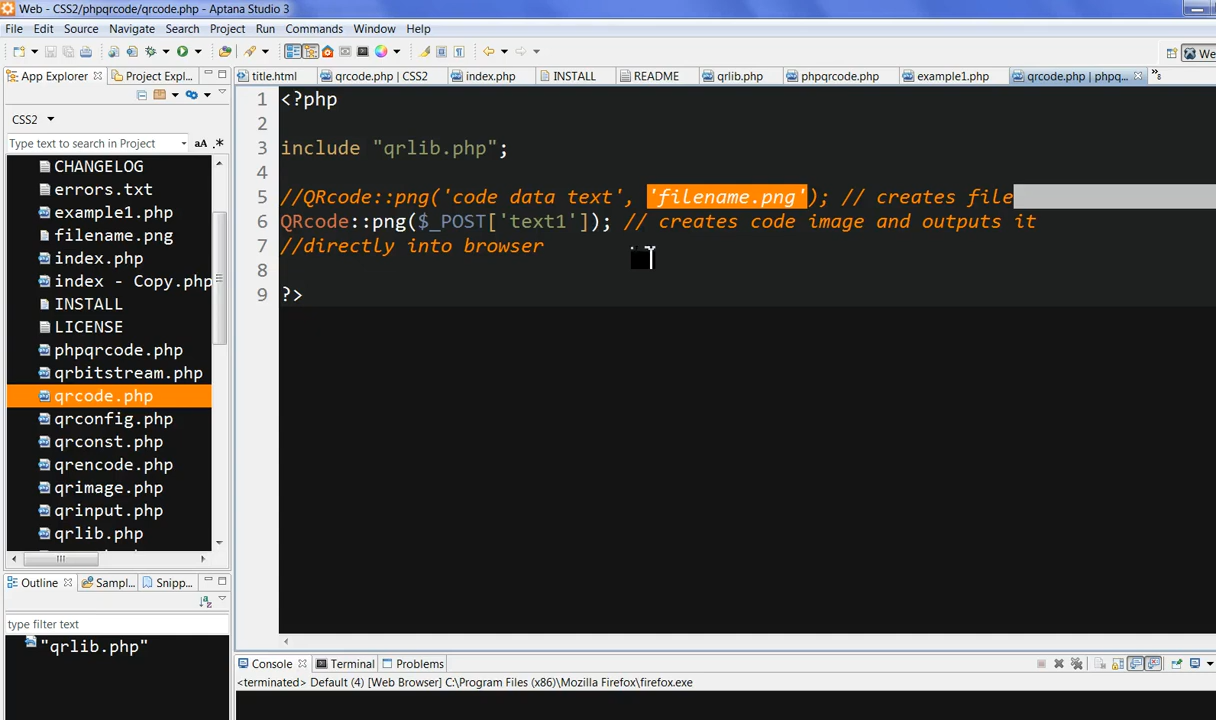 Web - CSS2/phpqrcode/qrcode.php - Aptana Studio 3
File Edit Source Navigate Search Project Run Commands Window Help
App Explorer Project Expl... title.html qrcode.php | CSS2 index.php INSTALL README qrlib.php phpqrcode.php example1.php qrcode.php | phpq...
CSS2
Type text to search in Project aA .*
CHANGELOG
errors.txt
example1.php
filename.png
index.php
index - Copy.php
INSTALL
LICENSE
phpqrcode.php
qrbitstream.php
qrcode.php
qrconfig.php
qrconst.php
qrencode.php
qrimage.php
qrinput.php
qrlib.php
1 <?php
2
3 include "qrlib.php";
4
5 //QRcode::png('code data text', 'filename.png'); // creates file
6 QRcode::png($_POST['text1']); // creates code image and outputs it
7 //directly into browser
8
9 ?>
Outline Sampl... Snipp...
type filter text
"qrlib.php"
Console Terminal Problems
<terminated> Default (4) [Web Browser] C:\Program Files (x86)\Mozilla Firefox\firefox.exe